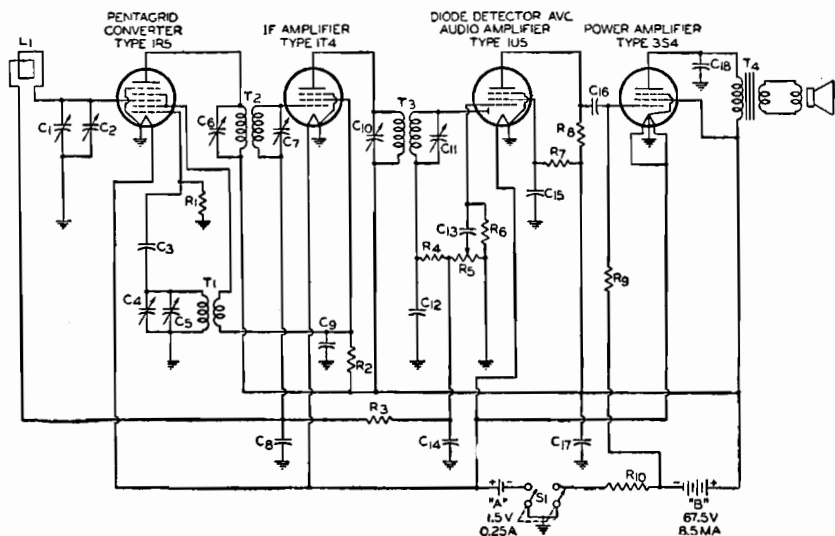 PENTAGRID
CONVERTER
TYPE 1R5
IF AMPLIFIER
TYPE 1T4
DIODE DETECTOR AVC
AUDIO AMPLIFIER
TYPE 1U5
POWER AMPLIFIER
TYPE 3S4
L1
C18
T4
C16
T2
T3
C1
C2
C6
C7
C10
C11
R8
R7
C15
R1
C3
C13
R6
R4
R5
R9
T1
C4
C5
C9
C12
R2
R3
C8
C14
C17
R10
+ -
S1
- +
"A"
1.5V
0.25A
"B"
67.5V
8.5MA